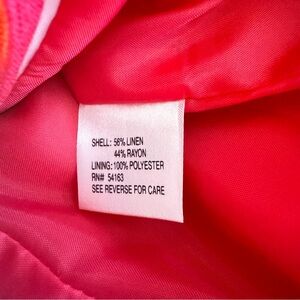 SHELL: 56% LINEN
44% RAYON
LINING: 100% POLYESTER
RN# 54163
SEE REVERSE FOR CARE